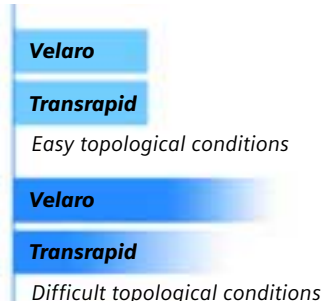 Velaro
Transrapid
Easy topological conditions
Velaro
Transrapid
Difficult topological conditions